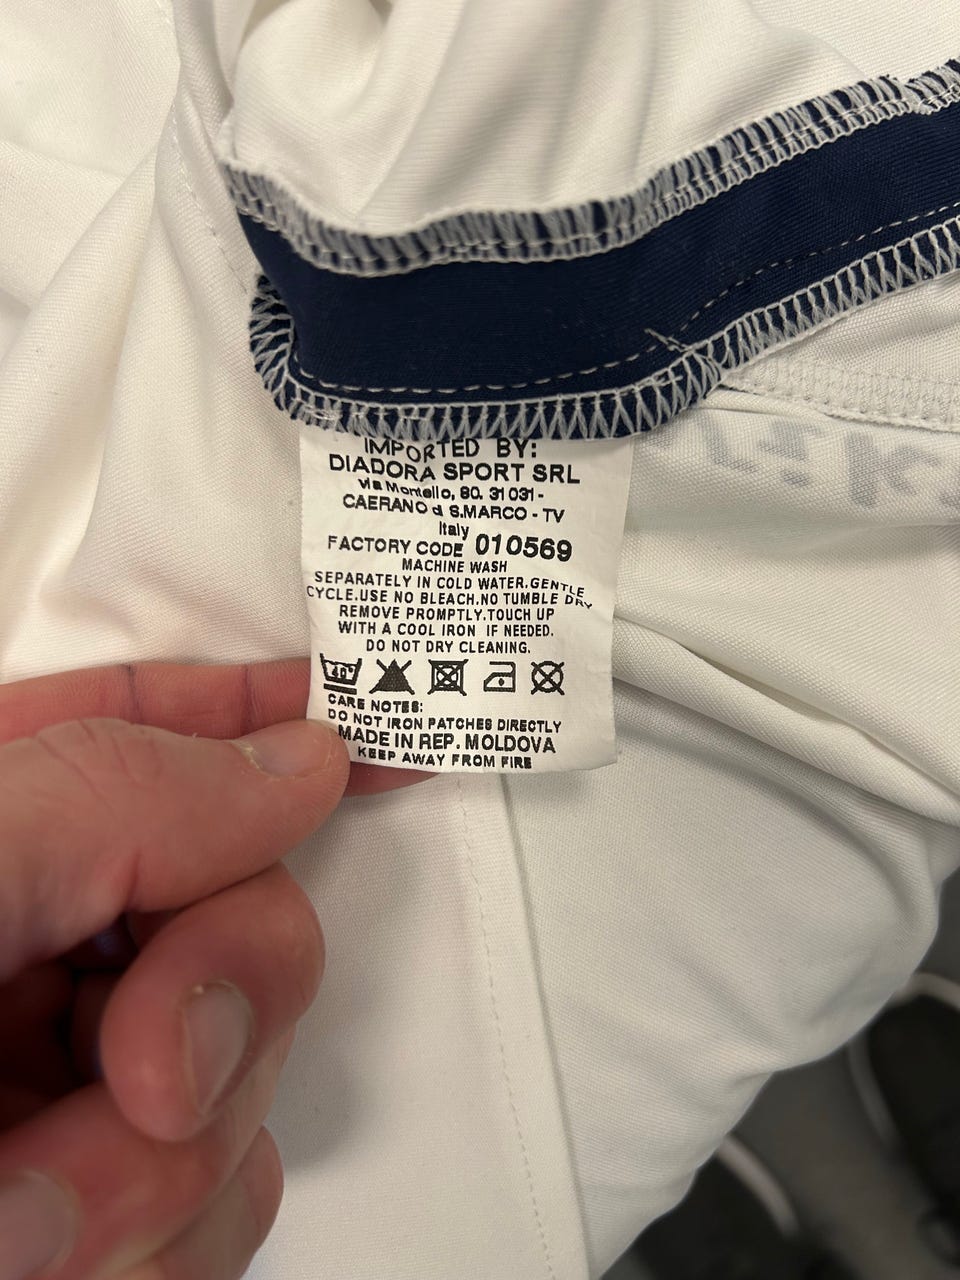 IMPORTED BY:
DIADORA SPORT SRL
via Montello, 80. 31031 -
CAERANO d S.MARCO - TV
Italy
FACTORY CODE 010569
MACHINE WASH
SEPARATELY IN COLD WATER.GENTLE
CYCLE.USE NO BLEACH.NO TUMBLE DRY
REMOVE PROMPTLY.TOUCH UP
WITH A COOL IRON IF NEEDED.
DO NOT DRY CLEANING.
40°
CARE NOTES:
DO NOT IRON PATCHES DIRECTLY
MADE IN REP. MOLDOVA
KEEP AWAY FROM FIRE